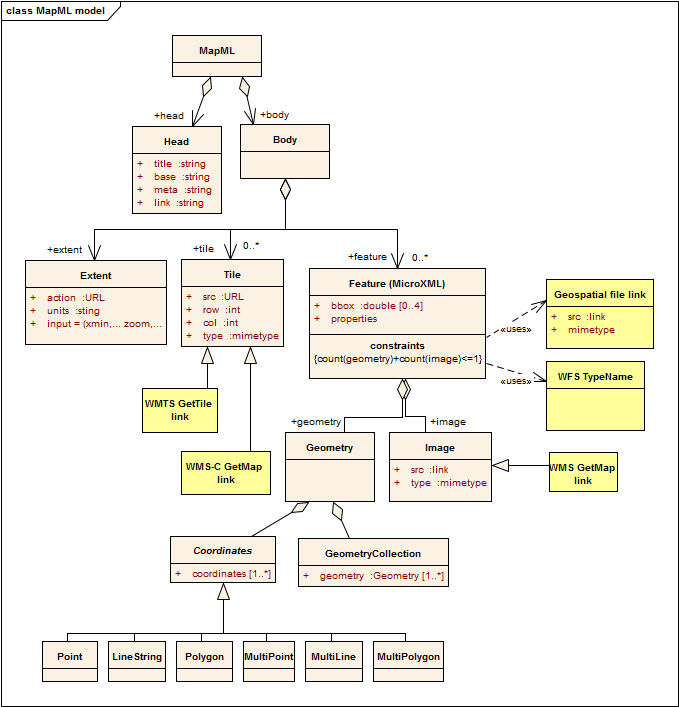 class MapML model
MapML
+head
+body
Head
+ title :string
+ base :string
+ meta :string
+ link :string
Body
+extent
+tile
0..*
+feature
0..*
Extent
+ action :URL
+ units :sting
+ input = (xmin,... zoom,...
Tile
+ src :URL
+ row :int
+ col :int
+ type :mimetype
Feature (MicroXML)
+ bbox :double [0..4]
+ properties
constraints
{count(geometry)+count(image)<=1}
Geospatial file link
+ src :link
+ mimetype
«uses»
WFS TypeName
«uses»
WMTS GetTile
link
WMS-C GetMap
link
+geometry
+image
Geometry
Image
+ src :link
+ type :mimetype
WMS GetMap
link
Coordinates
+ coordinates [1..*]
GeometryCollection
+ geometry :Geometry [1..*]
Point
LineString
Polygon
MultiPoint
MultiLine
MultiPolygon